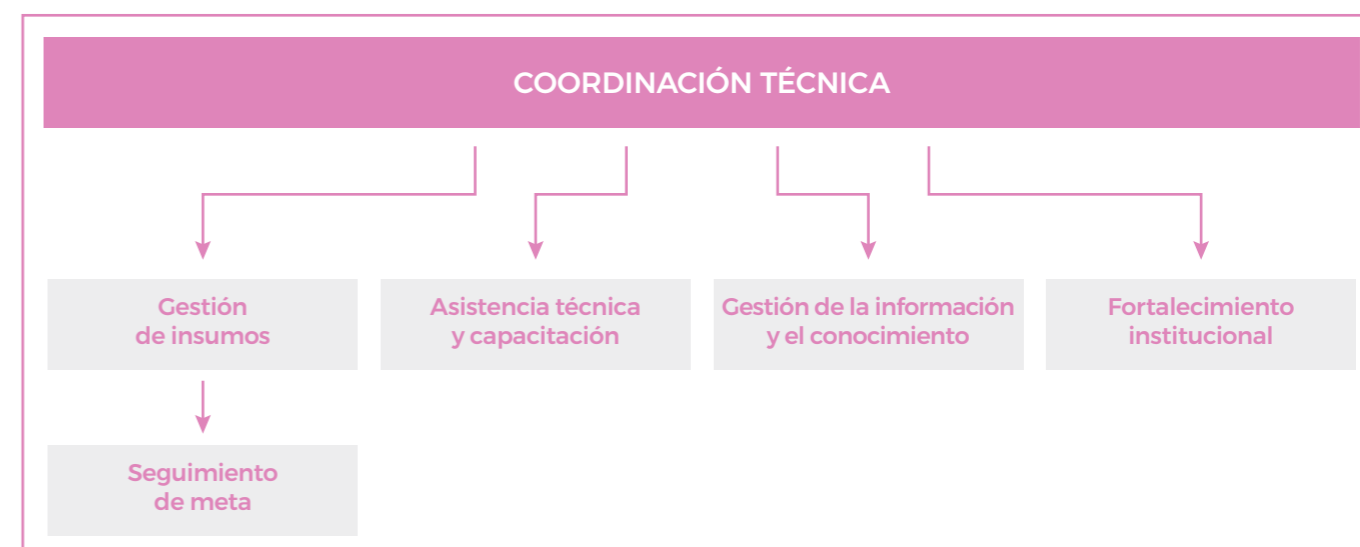 COORDINACIÓN TÉCNICA
Gestión
de insumos
Asistencia técnica
y capacitación
Gestión de la información
y el conocimiento
Fortalecimiento
institucional
Seguimiento
de meta